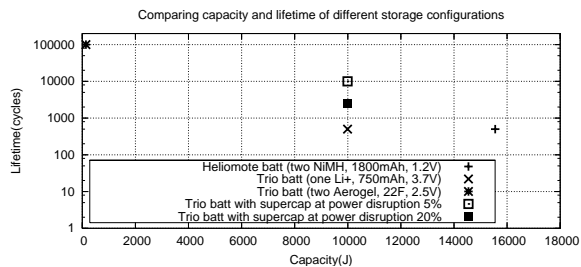 Comparing capacity and lifetime of different storage configurations
Lifetime(cycles)
100000
10000
1000
100
10
1
Heliomote batt (two NiMH, 1800mAh, 1.2V)
Trio batt (one Li+, 750mAh, 3.7V)
Trio batt (two Aerogel, 22F, 2.5V)
Trio batt with supercap at power disruption 5%
Trio batt with supercap at power disruption 20%
0 2000 4000 6000 8000 10000 12000 14000 16000 18000
Capacity(J)